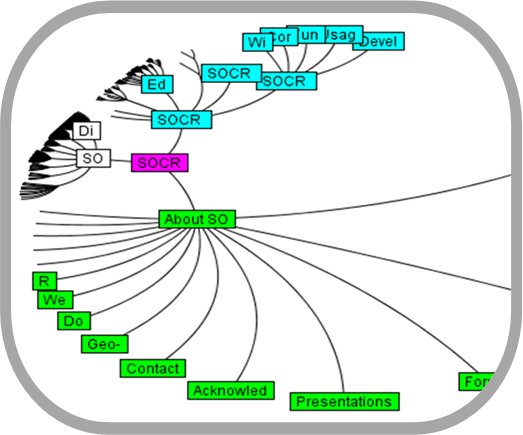 Wi
Cor
un
Usag
Devel
SOCR
SOCR
Ed
SOCR
Di
SO
SOCR
About SO
R
We
Do
Geo-
Contact
Acknowled
Presentations
For